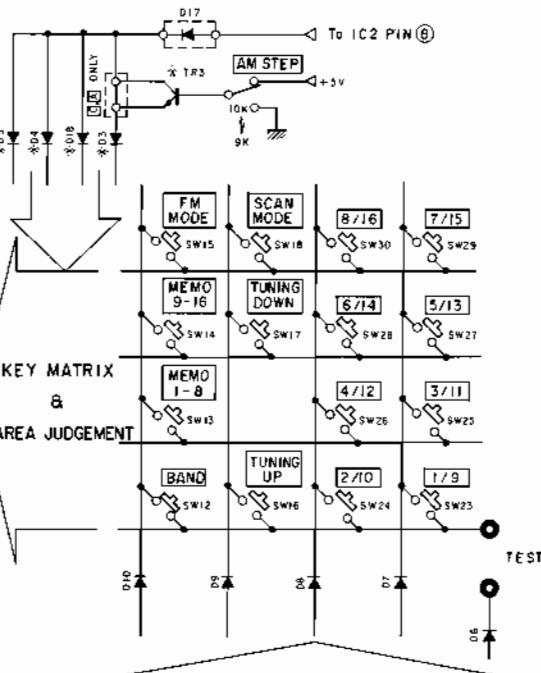 D17
To IC2 PIN ⑧
ONLY
※ TR3
AM STEP
+5V
10K
9K
※D4
※D18
※D3
FM MODE
SCAN MODE
8/16
7/15
SW15
SW18
SW30
SW29
MEMO 9-16
TUNING DOWN
6/14
5/13
SW14
SW17
SW28
SW27
KEY MATRIX
&
AREA JUDGEMENT
MEMO 1-8
4/12
3/11
SW13
SW26
SW25
BAND
TUNING UP
2/10
1/9
SW12
SW16
SW24
SW23
TEST
D10
D9
D8
D7
D6